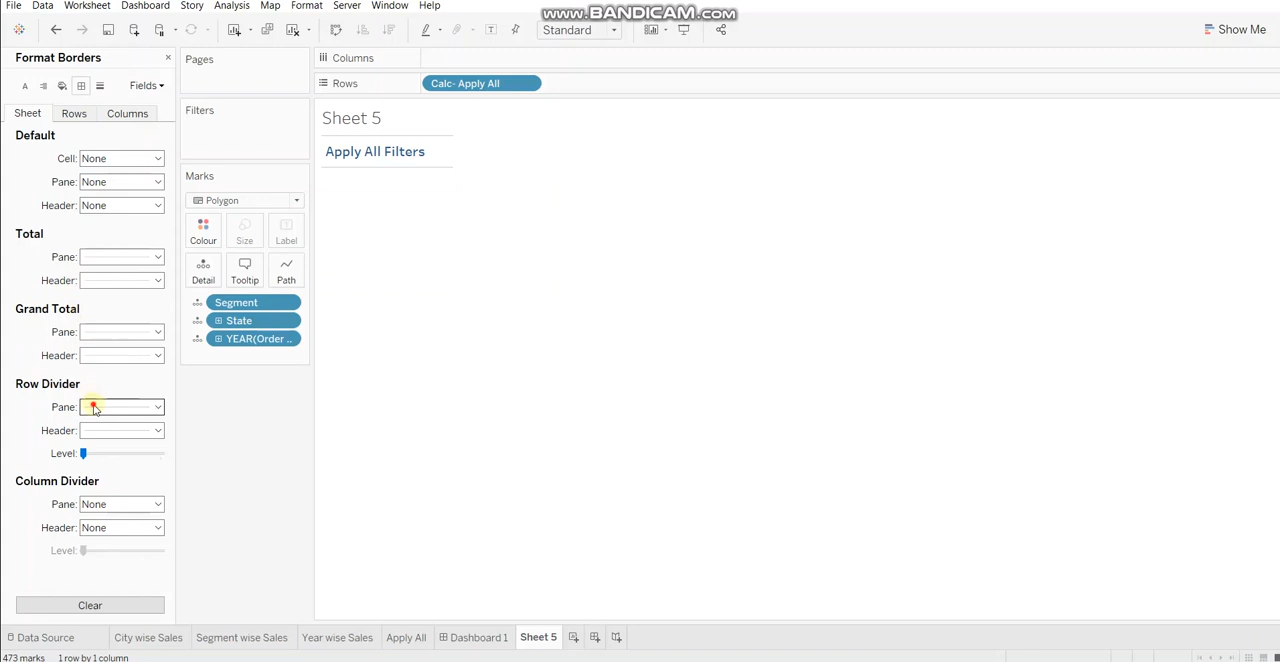 File Data Worksheet Dashboard Story Analysis Map Format Server Window Help
www.BANDICAM.com
Standard
Show Me
Format Borders
Fields
Sheet Rows Columns
Default
Cell: None
Pane: None
Header: None
Total
Pane:
Header:
Grand Total
Pane:
Header:
Row Divider
Pane:
Header:
Level:
Column Divider
Pane: None
Header: None
Level:
Clear
Pages
Filters
Marks
Polygon
Colour Size Label
Detail Tooltip Path
Segment
State
YEAR(Order ..
Columns
Rows Calc- Apply All
Sheet 5
Apply All Filters
Data Source City wise Sales Segment wise Sales Year wise Sales Apply All Dashboard 1 Sheet 5
473 marks 1 row by 1 column